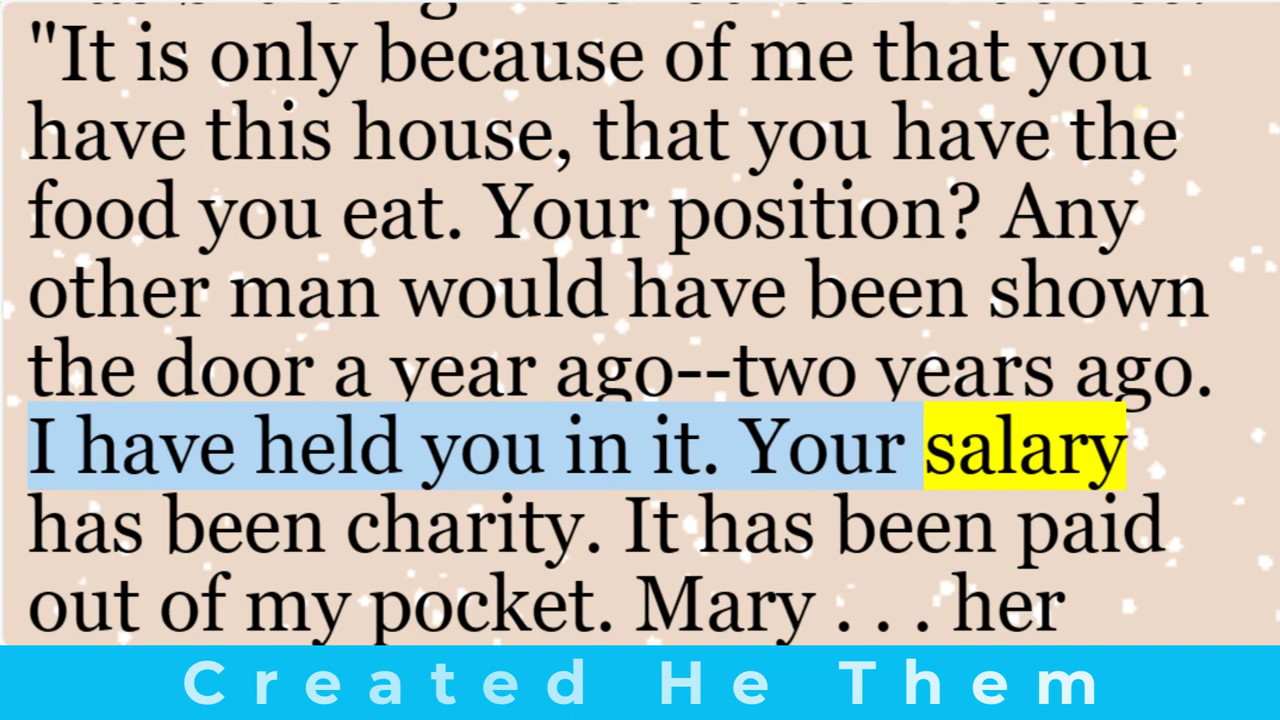 "It is only because of me that you
have this house, that you have the
food you eat. Your position? Any
other man would have been shown
the door a year ago--two years ago.
I have held you in it. Your salary
has been charity. It has been paid
out of my pocket. Mary . . . her
Created He Them